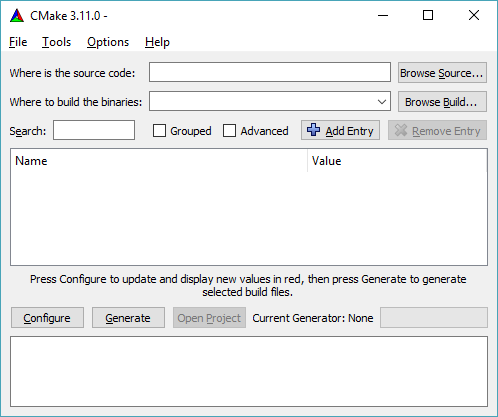 CMake 3.11.0 -
File Tools Options Help
Where is the source code: Browse Source...
Where to build the binaries: Browse Build...
Search: Grouped Advanced Add Entry Remove Entry
Name Value
Press Configure to update and display new values in red, then press Generate to generate
selected build files.
Configure Generate Open Project Current Generator: None